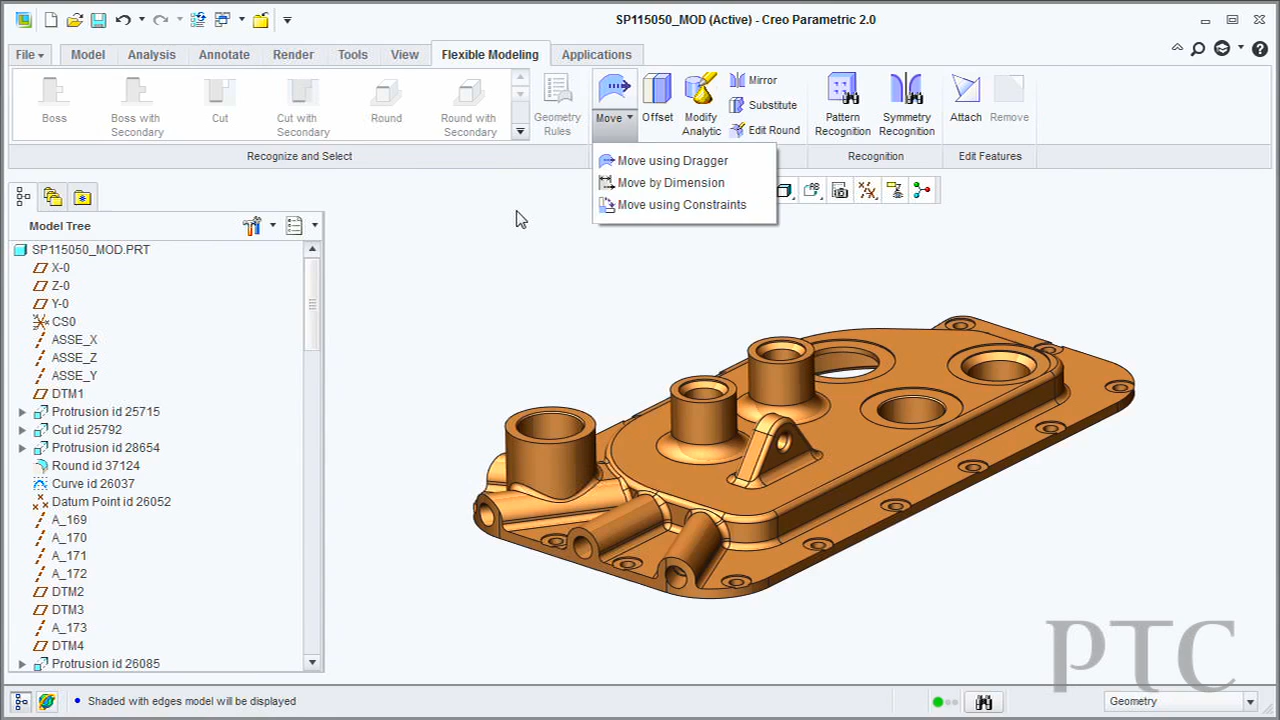 SP115050_MOD (Active) - Creo Parametric 2.0
File Model Analysis Annotate Render Tools View Flexible Modeling Applications
Boss
Boss with
Secondary
Cut
Cut with
Secondary
Round
Round with
Secondary
Geometry
Rules
Move
Offset
Modify
Analytic
Mirror
Substitute
Edit Round
Pattern
Recognition
Symmetry
Recognition
Attach
Remove
Recognize and Select
Recognition
Edit Features
Move using Dragger
Move by Dimension
Move using Constraints
Model Tree
SP115050_MOD.PRT
X-0
Z-0
Y-0
CS0
ASSE_X
ASSE_Z
ASSE_Y
DTM1
Protrusion id 25715
Cut id 25792
Protrusion id 28654
Round id 37124
Curve id 26037
Datum Point id 26052
A_169
A_170
A_171
A_172
DTM2
DTM3
A_173
DTM4
Protrusion id 26085
PTC
Shaded with edges model will be displayed
Geometry